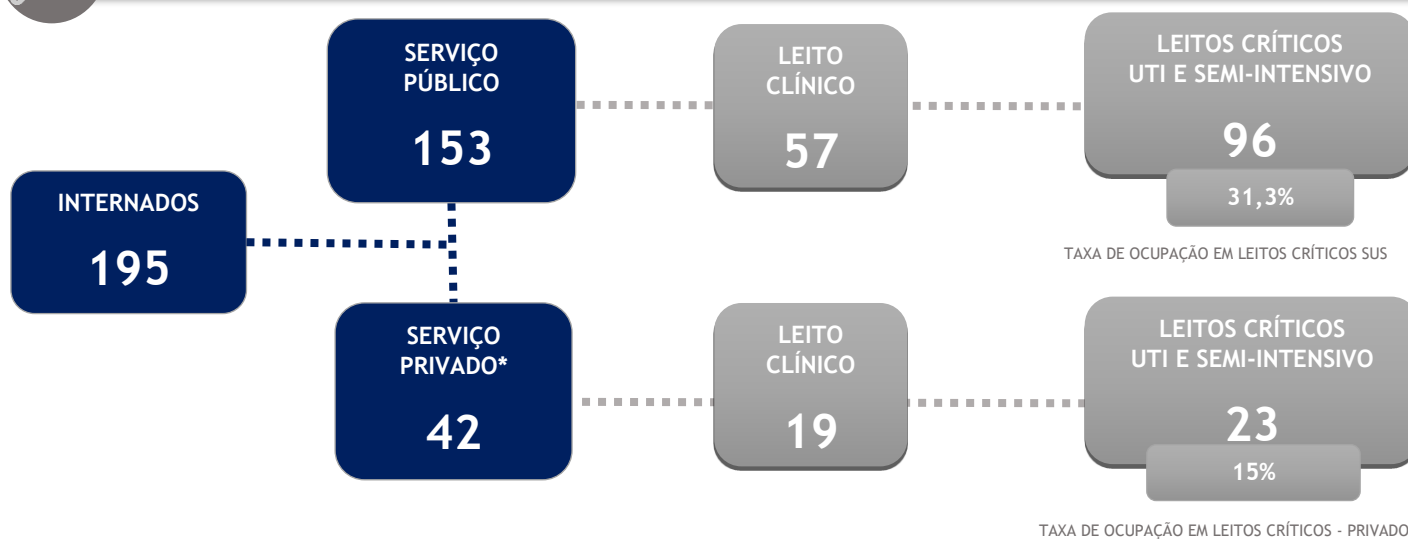 INTERNADOS
195
SERVIÇO
PÚBLICO
153
LEITO
CLÍNICO
57
LEITOS CRÍTICOS
UTI E SEMI-INTENSIVO
96
31,3%
TAXA DE OCUPAÇÃO EM LEITOS CRÍTICOS SUS
SERVIÇO
PRIVADO*
42
LEITO
CLÍNICO
19
LEITOS CRÍTICOS
UTI E SEMI-INTENSIVO
23
15%
TAXA DE OCUPAÇÃO EM LEITOS CRÍTICOS - PRIVADO